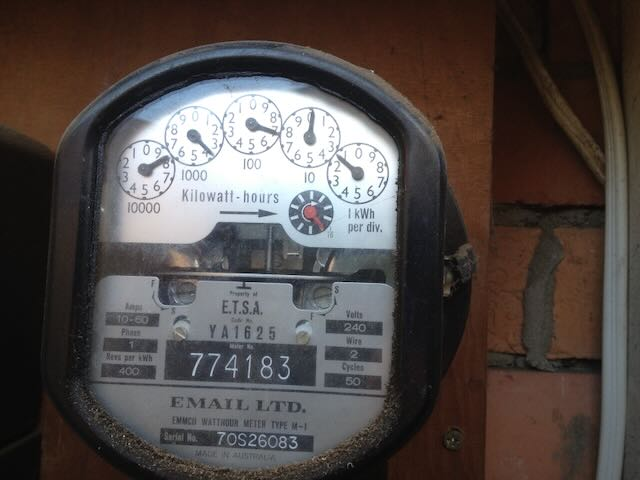 10000
1000
100
10
Kilowatt-hours
1 kWh
per div.
Property of
E.T.S.A.
Code No.
YA1625
Meter No.
774183
Amps
10-60
Phase
1
Revs per kWh
400
Volts
240
Wire
2
Cycles
50
F
S
F
S
EMAIL LTD.
EMMCO WATTHOUR METER TYPE M-1
Serial No. 70S26083
MADE IN AUSTRALIA